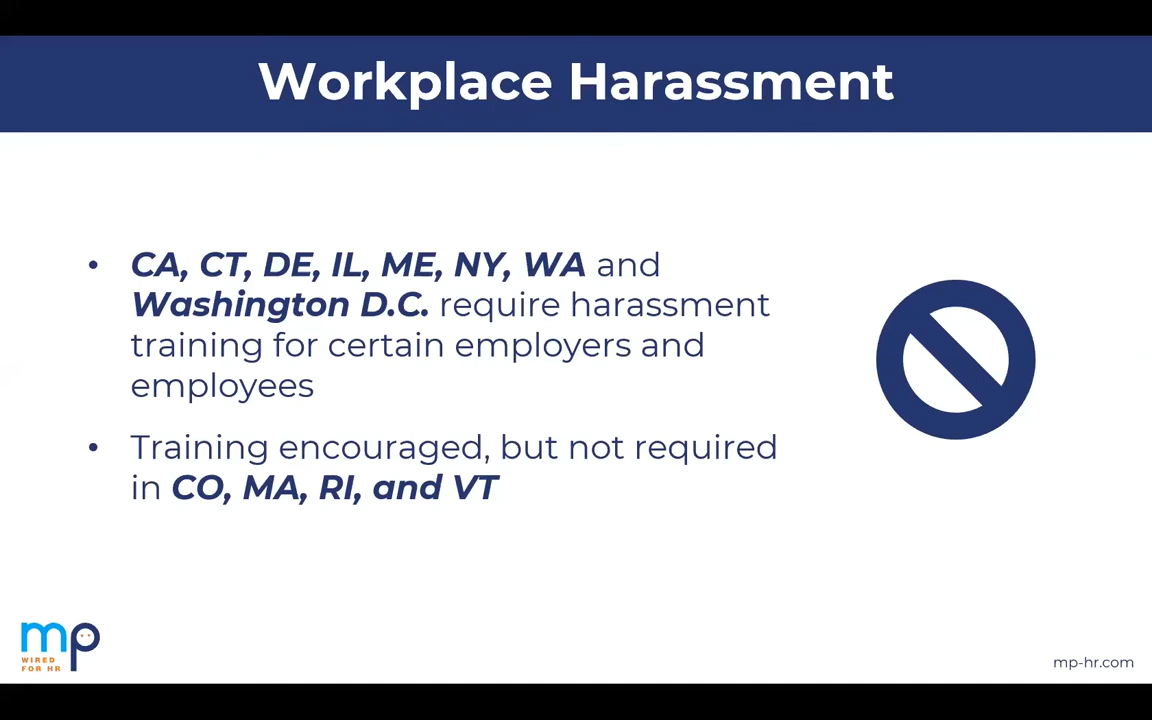 Workplace Harassment
• CA, CT, DE, IL, ME, NY, WA and
Washington D.C. require harassment
training for certain employers and
employees
• Training encouraged, but not required
in CO, MA, RI, and VT
mp
WIRED
FOR HR
mp-hr.com